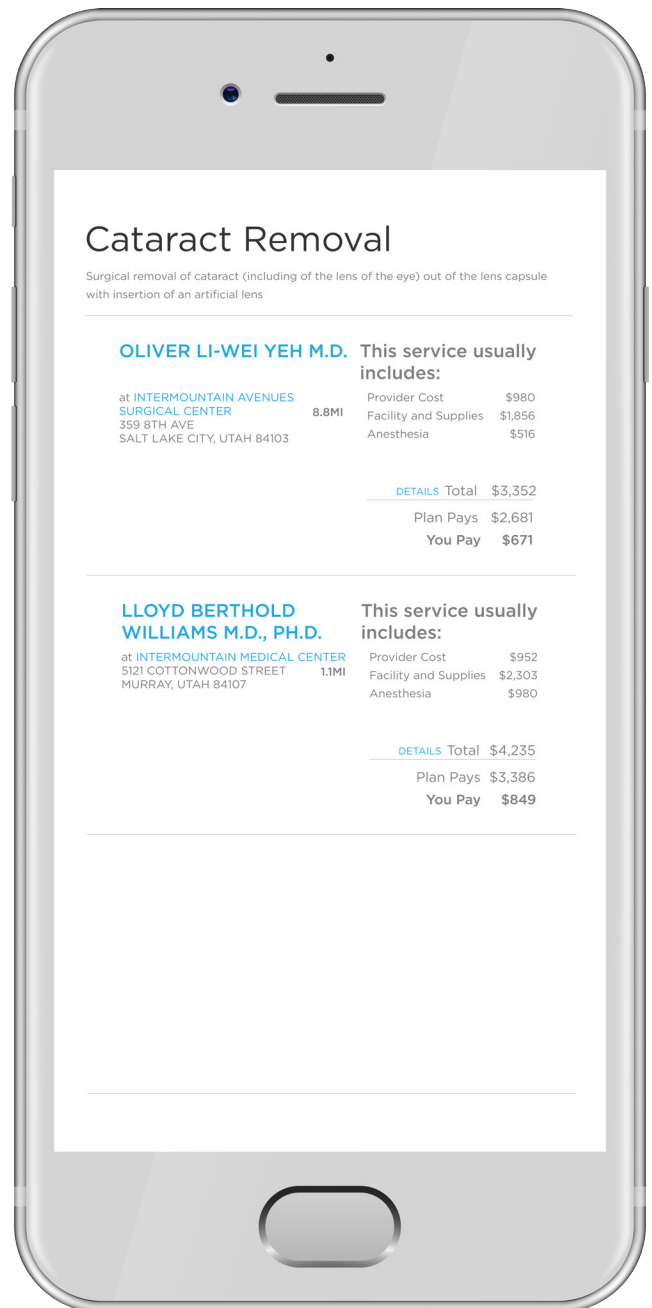 Cataract Removal
Surgical removal of cataract (including of the lens of the eye) out of the lens capsule
with insertion of an artificial lens
OLIVER LI-WEI YEH M.D.
at INTERMOUNTAIN AVENUES
SURGICAL CENTER 8.8MI
359 8TH AVE
SALT LAKE CITY, UTAH 84103
This service usually
includes:
Provider Cost $980
Facility and Supplies $1,856
Anesthesia $516
DETAILS Total $3,352
Plan Pays $2,681
You Pay $671
LLOYD BERTHOLD
WILLIAMS M.D., PH.D.
at INTERMOUNTAIN MEDICAL CENTER
5121 COTTONWOOD STREET 1.1MI
MURRAY, UTAH 84107
This service usually
includes:
Provider Cost $952
Facility and Supplies $2,303
Anesthesia $980
DETAILS Total $4,235
Plan Pays $3,386
You Pay $849